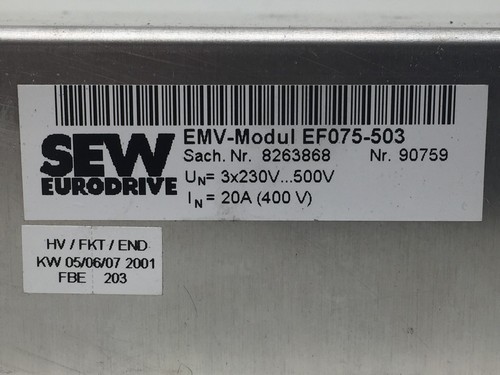 EMV-Modul EF075-503
SEW
EURODRIVE
Sach. Nr. 8263868 Nr. 90759
UN= 3x230V...500V
IN = 20A (400 V)
HV / FKT / END
KW 05/06/07 2001
FBE 203